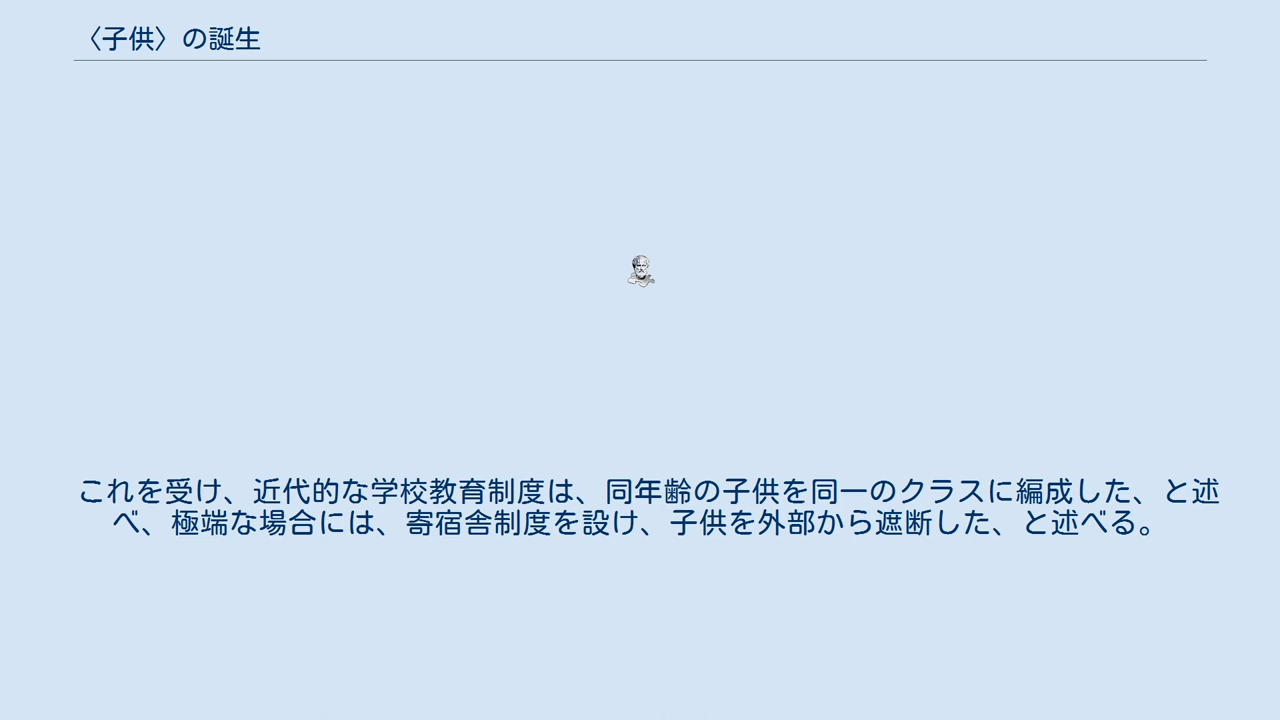 〈子供〉の誕生
これを受け、近代的な学校教育制度は、同年齢の子供を同一のクラスに編成した、と述
べ、極端な場合には、寄宿舎制度を設け、子供を外部から遮断した、と述べる。